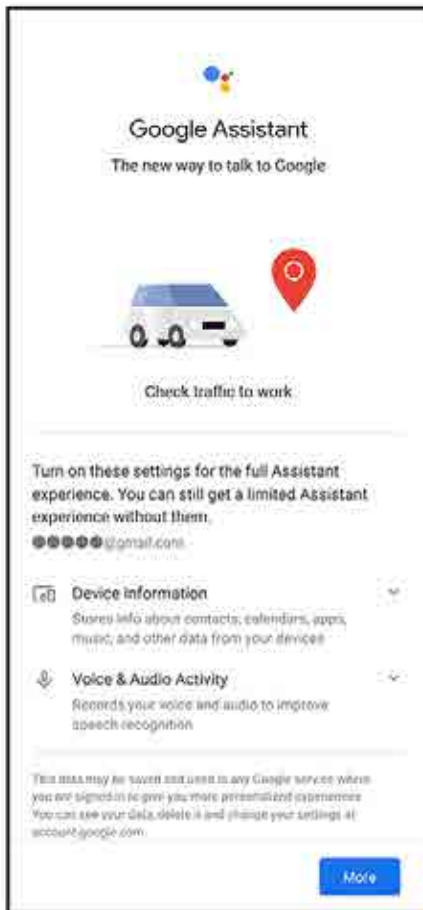 Google Assistant
The new way to talk to Google
Check traffic to work
Turn on these settings for the full Assistant
experience. You can still get a limited Assistant
experience without them.
@gmail.com
Device Information
Stores info about contacts, calendars, apps,
music, and other data from your devices
Voice & Audio Activity
Records your voice and audio to improve
speech recognition
This data may be saved and used in any Google service where
you are signed in to give you more personalized experiences.
You can see your data, delete it and change your settings at
account.google.com
More